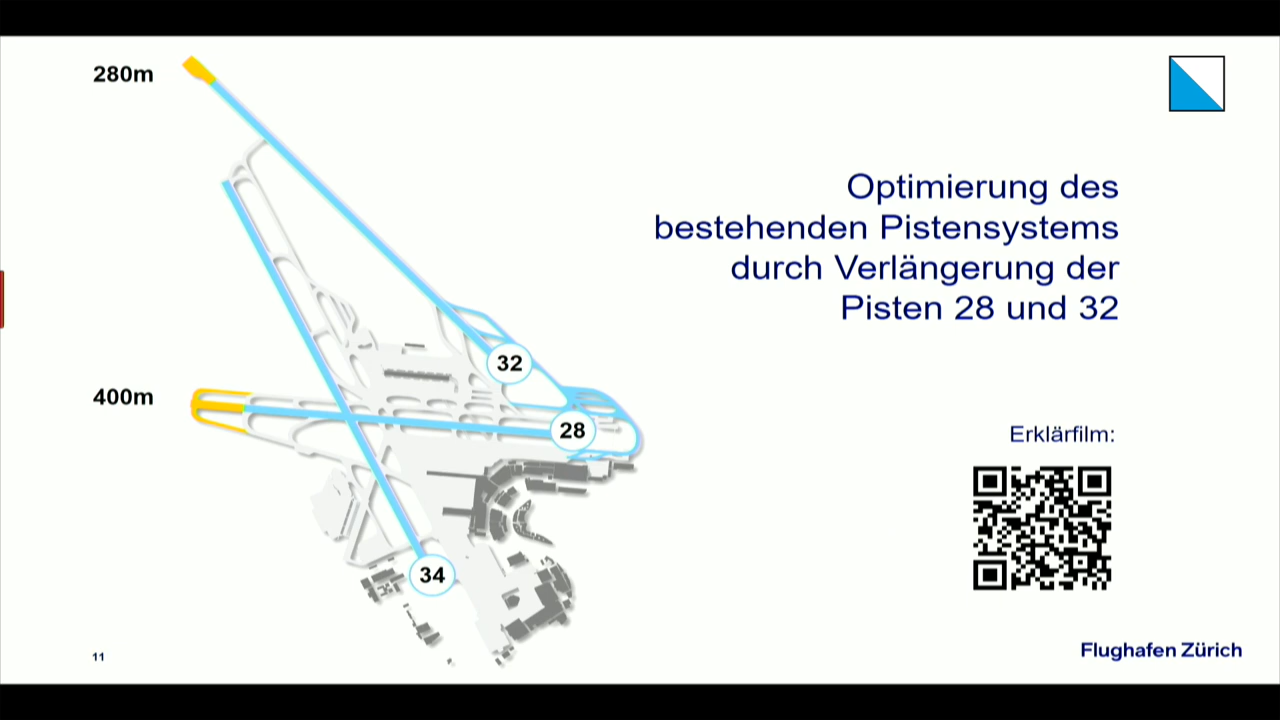 280m
Optimierung des
bestehenden Pistensystems
durch Verlängerung der
Pisten 28 und 32
32
400m
28
Erklärfilm:
34
11
Flughafen Zürich